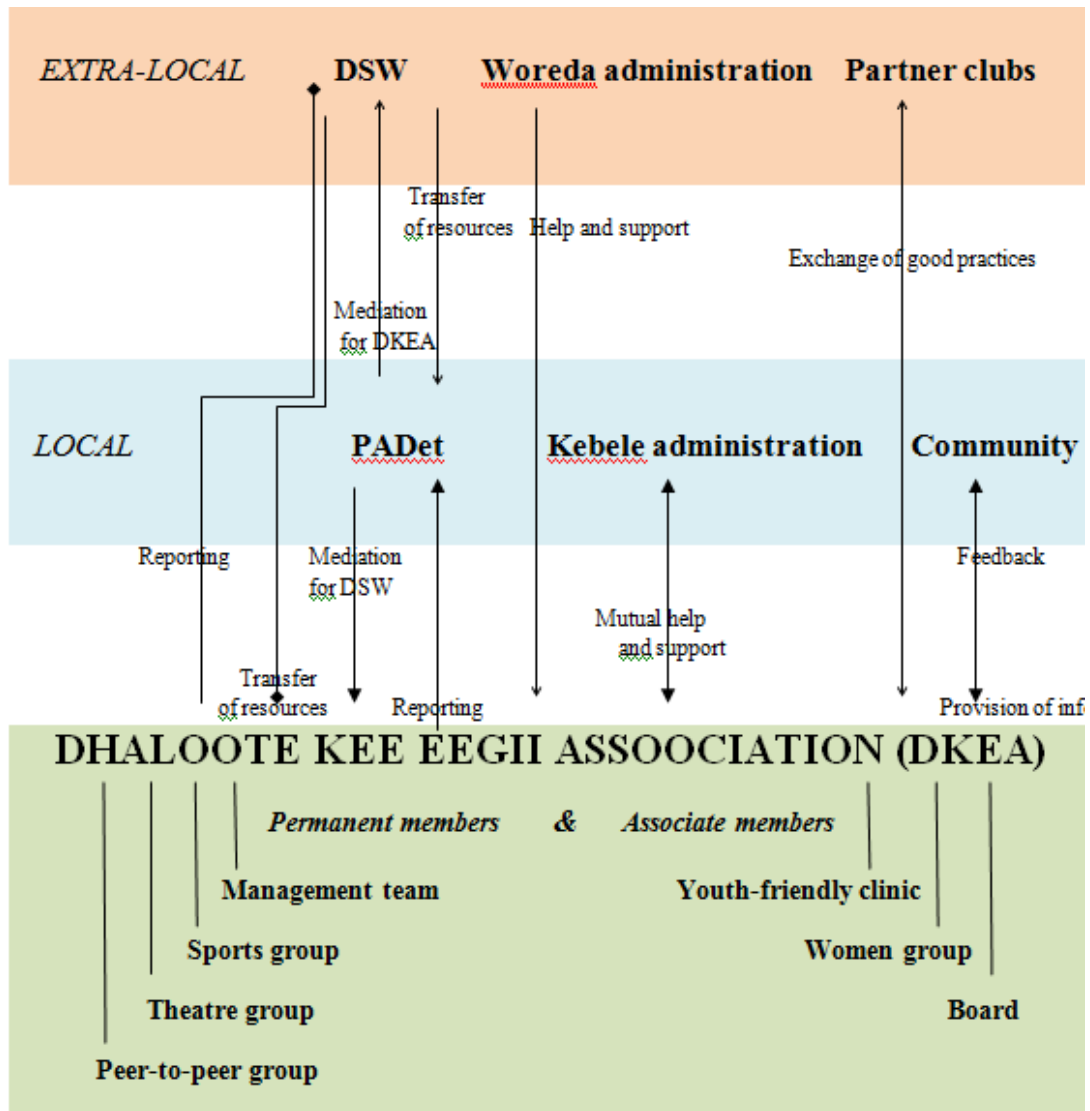 EXTRA-LOCAL DSW Woreda administration Partner clubs
Transfer
of resources Help and support
Exchange of good practices
Mediation
for DKEA
LOCAL PADet Kebele administration Community
Reporting Mediation Feedback
for DSW
Mutual help
and support
Transfer
of resources Reporting Provision of info
DHALOOTE KEE EEGII ASSOOCIATION (DKEA)
Permanent members & Associate members
Management team Youth-friendly clinic
Sports group Women group
Theatre group Board
Peer-to-peer group